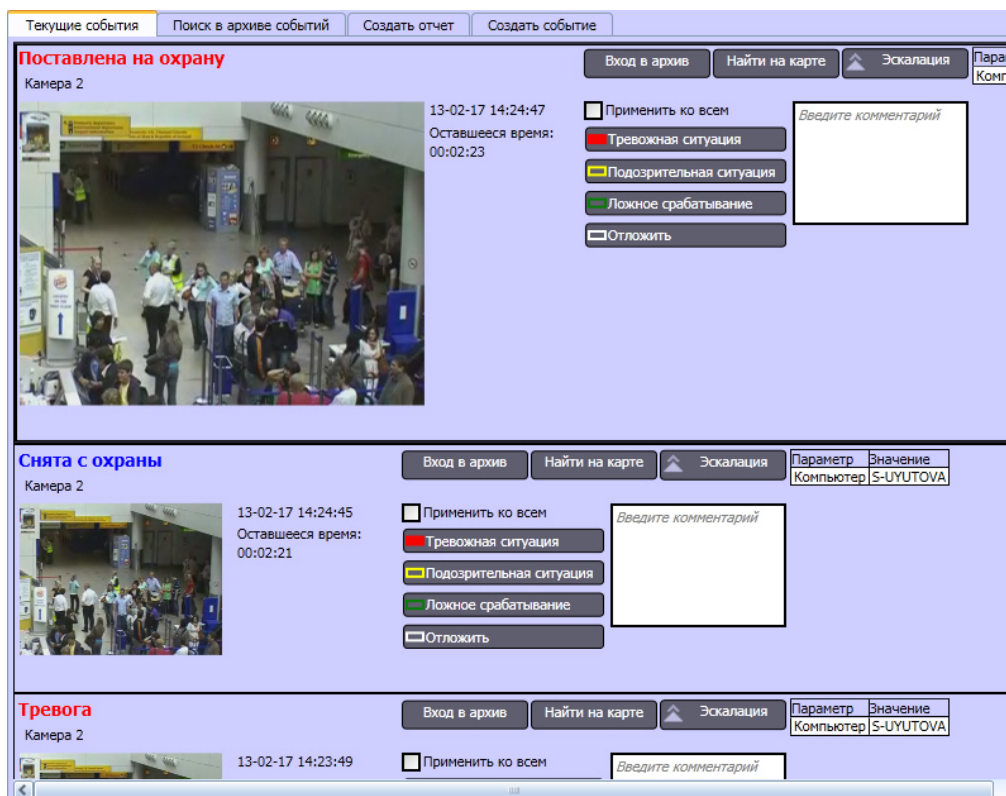 Текущие события
Поиск в архиве событий
Создать отчет
Создать событие
Поставлена на охрану
Вход в архив
Найти на карте
Эскалация
Камера 2
13-02-17 14:24:47
Оставшееся время:
00:02:23
Применить ко всем
Тревожная ситуация
Подозрительная ситуация
Ложное срабатывание
Отложить
Введите комментарий
Снята с охраны
Вход в архив
Найти на карте
Эскалация
Параметр Значение
Компьютер S-UYUTOVA
Камера 2
13-02-17 14:24:45
Оставшееся время:
00:02:21
Применить ко всем
Тревожная ситуация
Подозрительная ситуация
Ложное срабатывание
Отложить
Введите комментарий
Тревога
Вход в архив
Найти на карте
Эскалация
Параметр Значение
Компьютер S-UYUTOVA
Камера 2
13-02-17 14:23:49
Применить ко всем
Введите комментарий